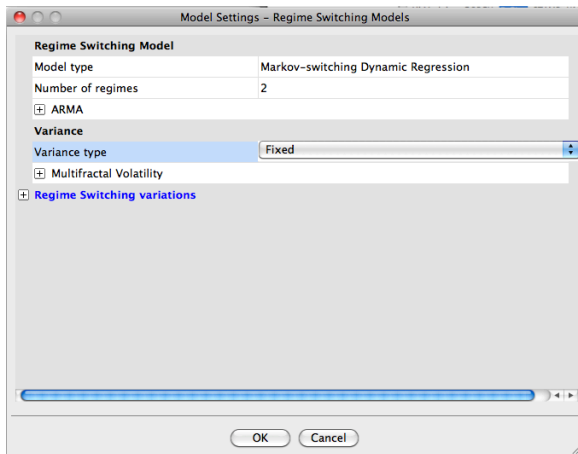 Model Settings – Regime Switching Models
Regime Switching Model
Model type Markov-switching Dynamic Regression
Number of regimes 2
ARMA
Variance
Variance type Fixed
Multifractal Volatility
Regime Switching variations
OK Cancel